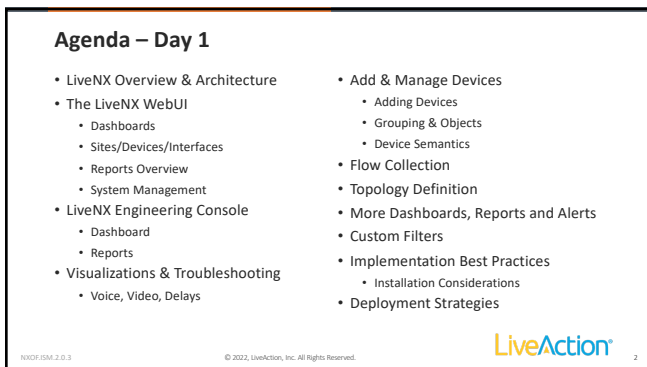 Agenda – Day 1
• LiveNX Overview & Architecture
• The LiveNX WebUI
• Dashboards
• Sites/Devices/Interfaces
• Reports Overview
• System Management
• LiveNX Engineering Console
• Dashboard
• Reports
• Visualizations & Troubleshooting
• Voice, Video, Delays
• Add & Manage Devices
• Adding Devices
• Grouping & Objects
• Device Semantics
• Flow Collection
• Topology Definition
• More Dashboards, Reports and Alerts
• Custom Filters
• Implementation Best Practices
• Installation Considerations
• Deployment Strategies
NXOF.ISM.2.0.3
© 2022, LiveAction, Inc. All Rights Reserved.
LiveAction®
2